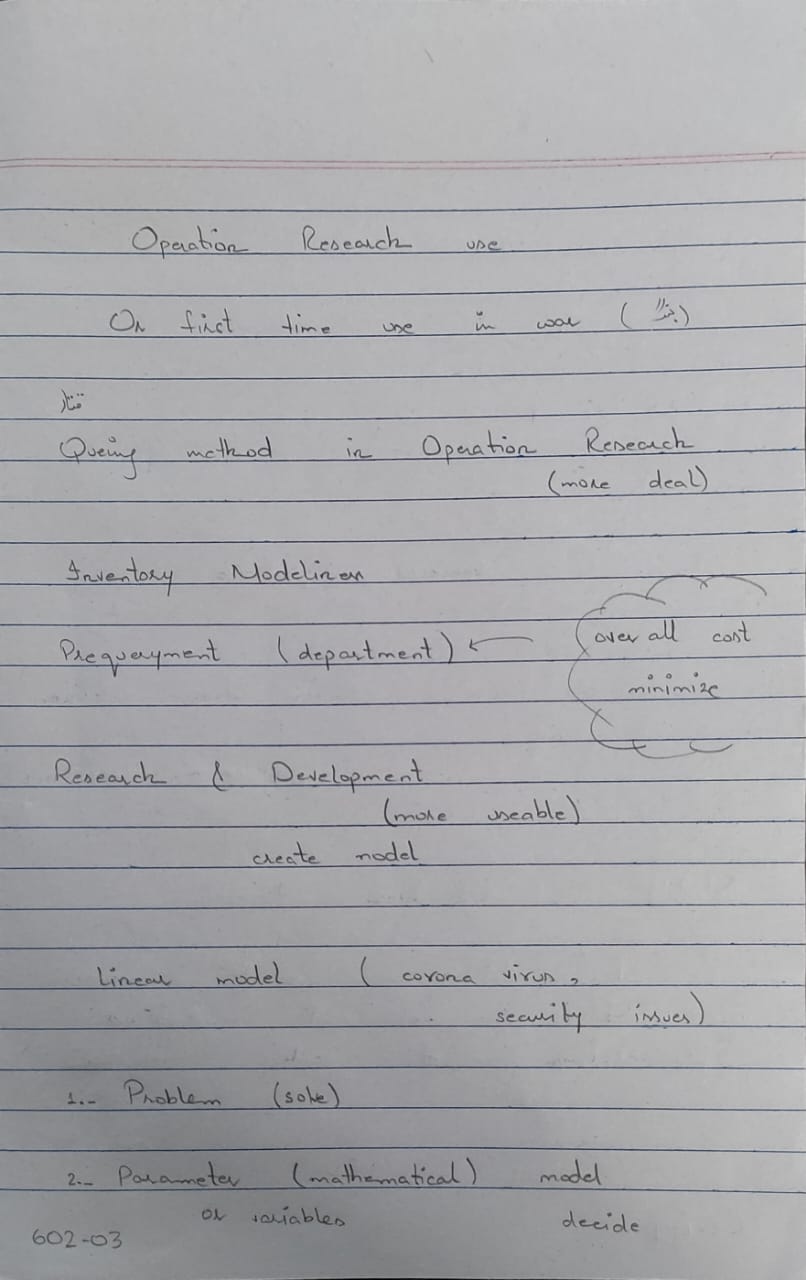 Operation Research use
Or first time use in war (جنگ)
قتار
Queing method in Operation Research
(more deal)
Inventory Modelinen
Prequeryment (department) ←
over all cost
minimize
Research & Development
(more useable)
create model
Linear model ( corona virus,
security issues)
1.- Problem (solve)
2.- Parameter (mathematical) model
or variables decide
602-03